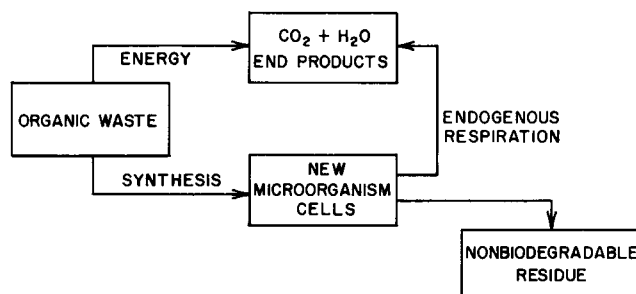 CO₂ + H₂O
END PRODUCTS
ENERGY
ORGANIC WASTE
ENDOGENOUS
RESPIRATION
SYNTHESIS
NEW
MICROORGANISM
CELLS
NONBIODEGRADABLE
RESIDUE